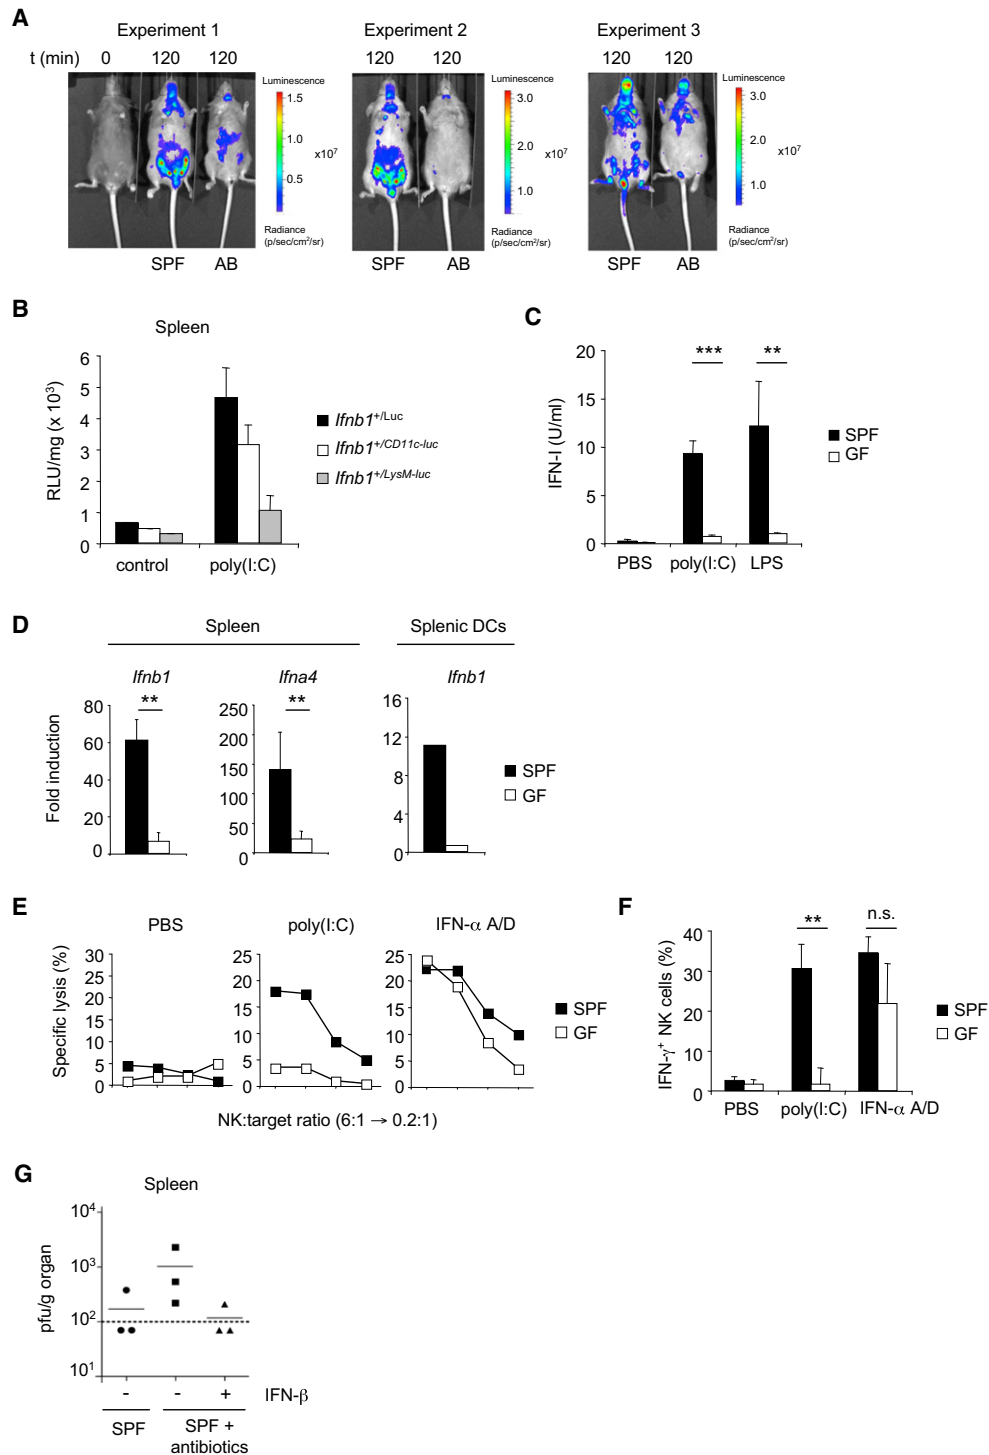 A
Experiment 1
Experiment 2
Experiment 3
t (min)
0
120
120
120
120
120
120
Luminescence
1.5
1.0
0.5
x10⁷
Radiance
(p/sec/cm²/sr)
Luminescence
3.0
2.0
1.0
x10⁷
Radiance
(p/sec/cm²/sr)
Luminescence
3.0
2.0
1.0
x10⁷
Radiance
(p/sec/cm²/sr)
SPF
AB
SPF
AB
SPF
AB
B
Spleen
RLU/mg (x 10³)
6
5
4
3
2
1
0
control
poly(I:C)
Ifnb1⁺/Luc
Ifnb1⁺/CD11c-luc
Ifnb1⁺/LysM-luc
C
IFN-I (U/ml)
20
15
10
5
0
***
**
PBS
poly(I:C)
LPS
SPF
GF
D
Spleen
Splenic DCs
Ifnb1
Ifna4
Ifnb1
Fold induction
80
60
40
20
0
**
250
200
150
100
50
0
**
16
12
8
4
0
SPF
GF
E
PBS
poly(I:C)
IFN-α A/D
Specific lysis (%)
30
25
20
15
10
5
0
25
20
15
10
5
0
25
20
15
10
5
0
SPF
GF
NK:target ratio (6:1 → 0.2:1)
F
IFN-γ⁺ NK cells (%)
40
30
20
10
0
**
n.s.
PBS
poly(I:C)
IFN-α A/D
SPF
GF
G
Spleen
pfu/g organ
10⁴
10³
10²
10¹
-
-
+
IFN-β
SPF
SPF +
antibiotics